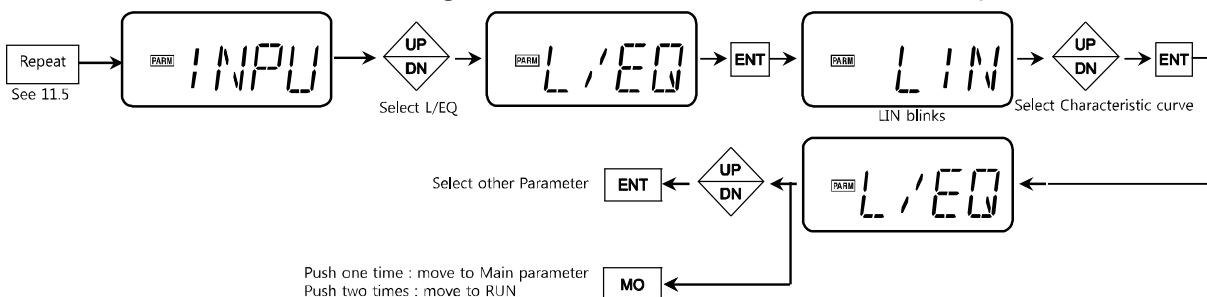 Repeat
See 11.5
PARM INPU
UP
DN
Select L/EQ
PARM L/EQ
ENT
PARM LIN
LIN blinks
UP
DN
Select Characteristic curve
ENT
Select other Parameter
ENT
UP
DN
PARM L/EQ
Push one time : move to Main parameter
Push two times : move to RUN
MO